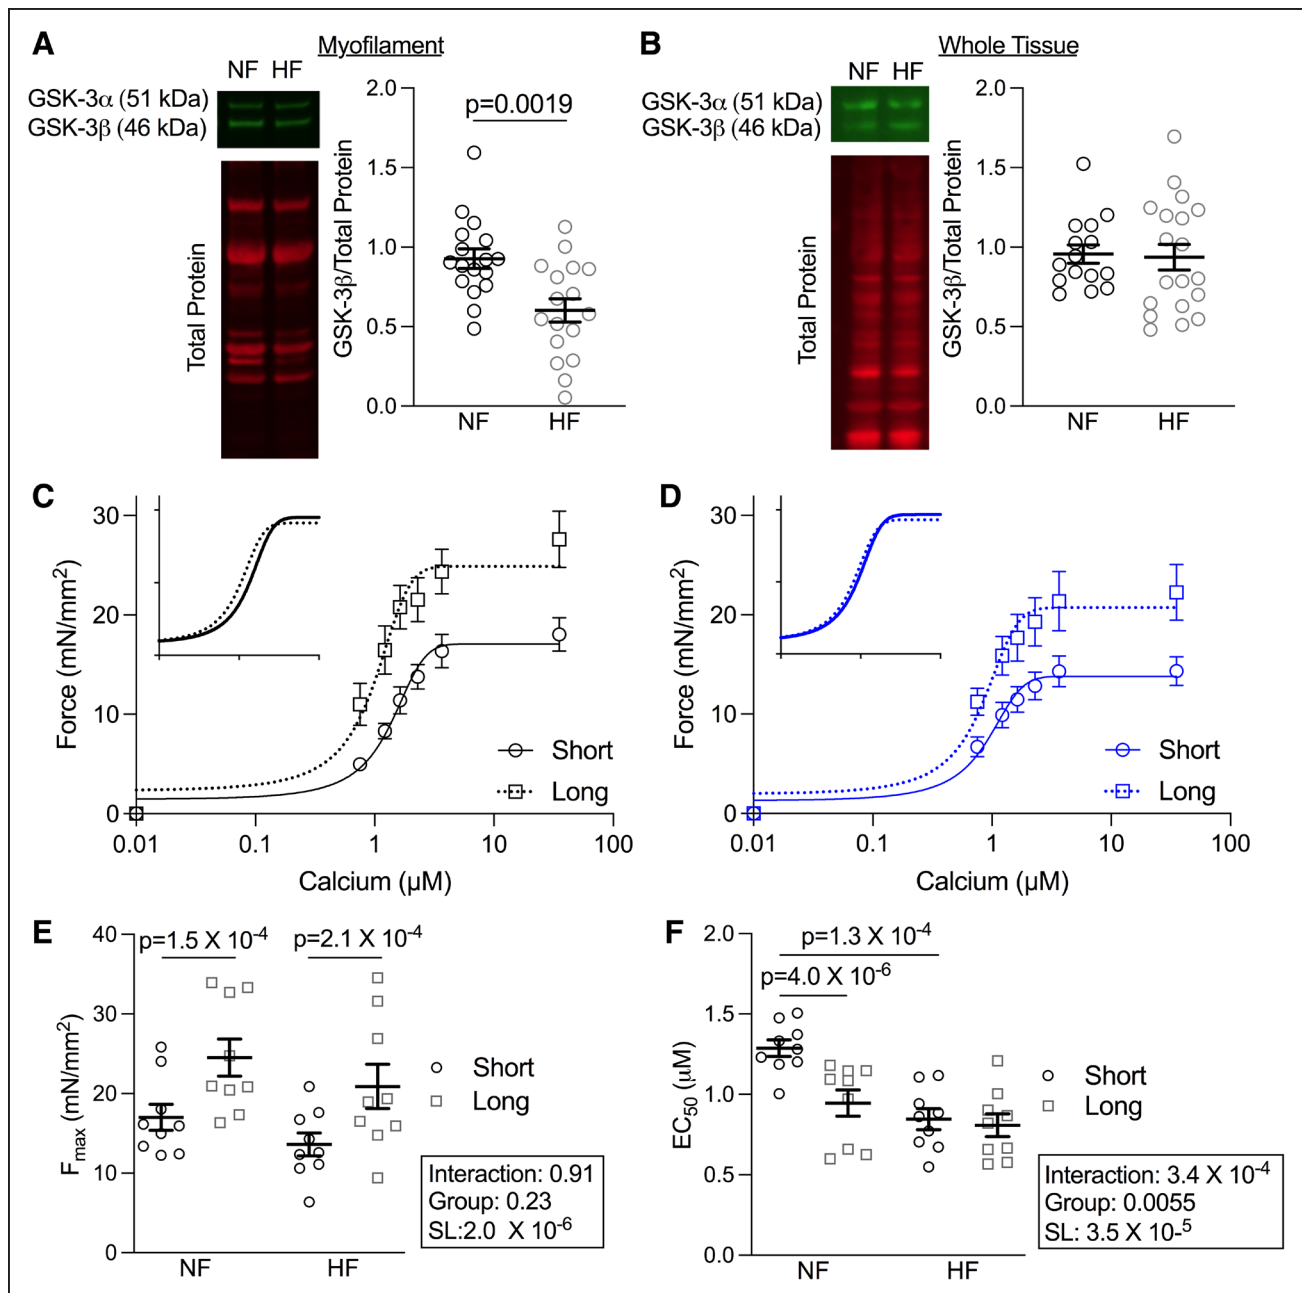 A
Myofilament
NF HF
GSK-3α (51 kDa)
GSK-3β (46 kDa)
Total Protein
GSK-3β/Total Protein
2.0
1.5
1.0
0.5
0.0
p=0.0019
NF
HF
B
Whole Tissue
NF HF
GSK-3α (51 kDa)
GSK-3β (46 kDa)
Total Protein
GSK-3β/Total Protein
2.0
1.5
1.0
0.5
0.0
NF
HF
C
Force (mN/mm²)
30
20
10
0
Short
Long
0.01
0.1
1
10
100
Calcium (µM)
D
Force (mN/mm²)
30
20
10
0
Short
Long
0.01
0.1
1
10
100
Calcium (µM)
E
Fmax (mN/mm²)
40
30
20
10
0
p=1.5 X 10⁻⁴
p=2.1 X 10⁻⁴
Short
Long
Interaction: 0.91
Group: 0.23
SL:2.0 X 10⁻⁶
NF
HF
F
EC₅₀ (µM)
2.0
1.5
1.0
0.5
0.0
p=1.3 X 10⁻⁴
p=4.0 X 10⁻⁶
Short
Long
Interaction: 3.4 X 10⁻⁴
Group: 0.0055
SL: 3.5 X 10-⁵
NF
HF